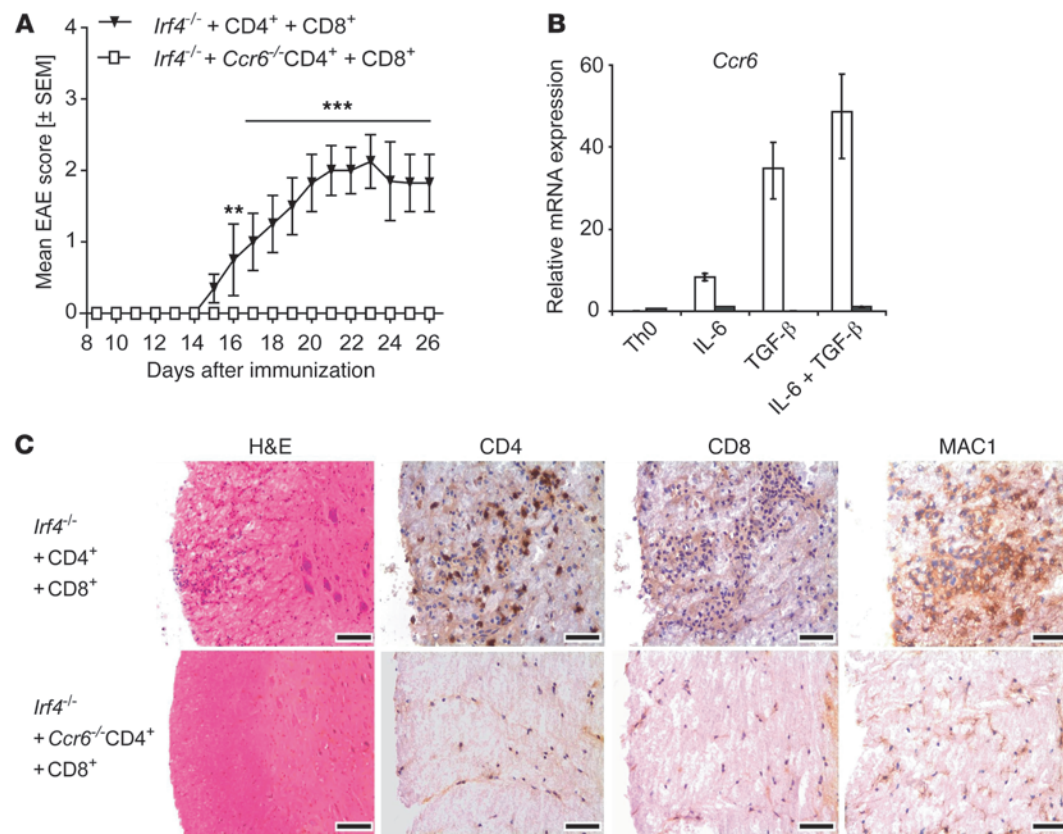 A
Irf4-/- + CD4+ + CD8+
Irf4-/- + Ccr6-/-CD4+ + CD8+
Mean EAE score [± SEM]
4
3
2
1
0
**
***
8 10 12 14 16 18 20 22 24 26
Days after immunization
B
Ccr6
Relative mRNA expression
60
40
20
0
Th0
IL-6
TGF-β
IL-6 + TGF-β
C
H&E CD4 CD8 MAC1
Irf4-/-
+ CD4+
+ CD8+
Irf4-/-
+ Ccr6-/-CD4+
+ CD8+